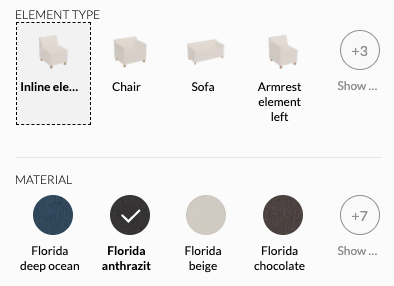 ELEMENT TYPE
+3
Inline ele...
Chair
Sofa
Armrest
element
left
Show ...
MATERIAL
+7
Florida
deep ocean
Florida
anthrazit
Florida
beige
Florida
chocolate
Show ...